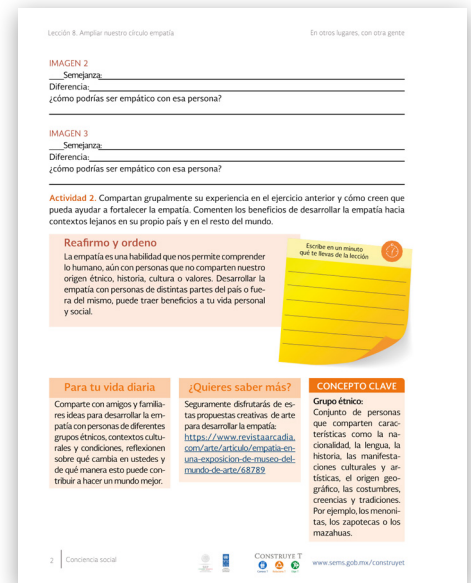 Lección 8. Ampliar nuestro círculo empatía
En otros lugares, con otra gente
IMAGEN 2
Semejanza:
Diferencia:
¿cómo podrías ser empático con esa persona?
IMAGEN 3
Semejanza:
Diferencia:
¿cómo podrías ser empático con esa persona?
Actividad 2. Compartan grupalmente su experiencia en el ejercicio anterior y cómo creen que
pueda ayudar a fortalecer la empatía. Comenten los beneficios de desarrollar la empatía hacia
contextos lejanos en su propio país y en el resto del mundo.
Reafirmo y ordeno
La empatía es una habilidad que nos permite comprender
lo humano, aún con personas que no comparten nuestro
origen étnico, historia, cultura o valores. Desarrollar la
empatía con personas de distintas partes del país o fue-
ra del mismo, puede traer beneficios a tu vida personal
y social.
Escribe en un minuto
qué te llevas de la lección
Para tu vida diaria
Comparte con amigos y familia-
res ideas para desarrollar la em-
patía con personas de diferentes
grupos étnicos, contextos cultu-
rales y condiciones, reflexionen
sobre qué cambia en ustedes y
de qué manera esto puede con-
tribuir a hacer un mundo mejor.
¿Quieres saber más?
Seguramente disfrutarás de es-
tas propuestas creativas de arte
para desarrollar la empatía:
https://www.revistaarcadia.
com/arte/articulo/empatia-en-
una-exposicion-de-museo-del-
mundo-de-arte/68789
CONCEPTO CLAVE
Grupo étnico:
Conjunto de personas
que comparten carac-
terísticas como la na-
cionalidad, la lengua, la
historia, las manifesta-
ciones culturales y ar-
tísticas, el origen geo-
gráfico, las costumbres,
creencias y tradiciones.
Por ejemplo, los menoni-
tas, los zapotecas o los
mazahuas.
2
Conciencia social
CONSTRUYE T
www.sems.gob.mx/construyet